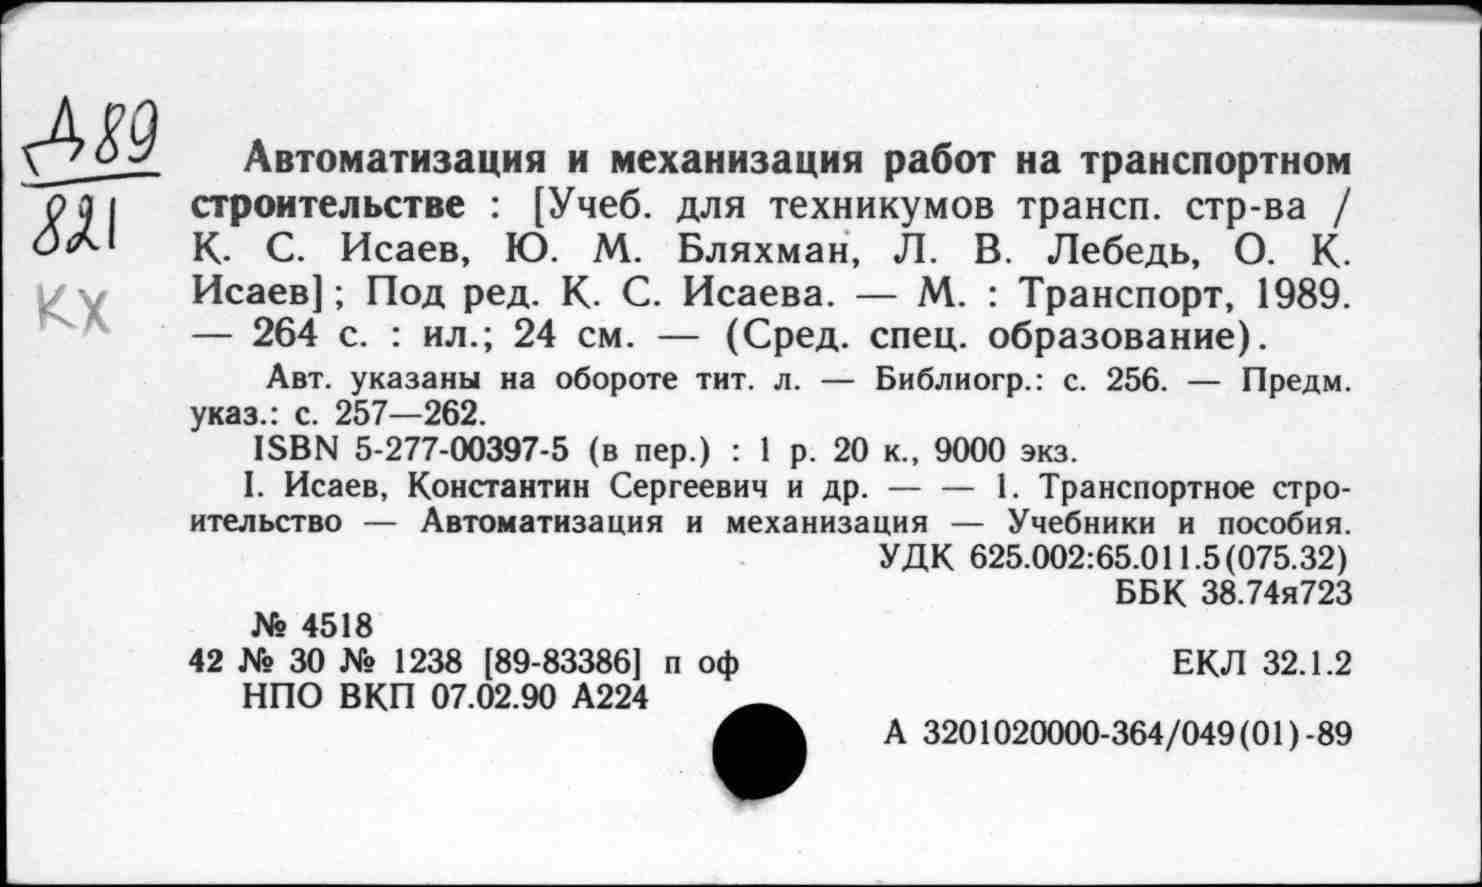 Д89
821
КХ
Автоматизация и механизация работ на транспортном
строительстве : [Учеб. для техникумов трансп. стр-ва /
К. С. Исаев, Ю. М. Бляхман, Л. В. Лебедь, О. К.
Исаев] ; Под ред. К. С. Исаева. — М. : Транспорт, 1989.
— 264 с. : ил.; 24 см. — (Сред. спец. образование).
Авт. указаны на обороте тит. л. — Библиогр.: с. 256. — Предм.
указ.: с. 257—262.
ISBN 5-277-00397-5 (в пер.) : 1 р. 20 к., 9000 экз.
I. Исаев, Константин Сергеевич и др. — — 1. Транспортное стро-
ительство — Автоматизация и механизация — Учебники и пособия.
УДК 625.002:65.011.5(075.32)
ББК 38.74я723
№ 4518
42 № 30 № 1238 [89-83386] п оф ЕКЛ 32.1.2
НПО ВКП 07.02.90 А224
А 3201020000-364/049(01)-89